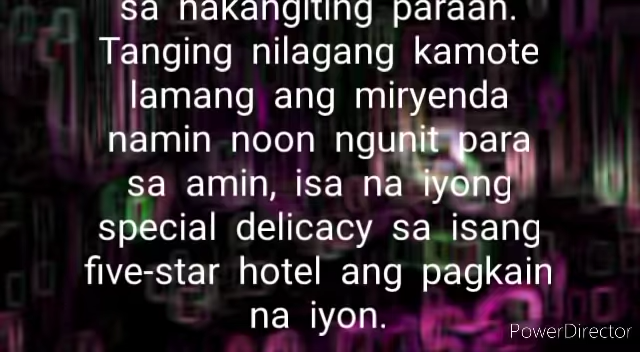 sa nakangiting paraan.
Tanging nilagang kamote
lamang ang miryenda
namin noon ngunit para
sa amin, isa na iyong
special delicacy sa isang
five-star hotel ang pagkain
na iyon.
PowerDirector